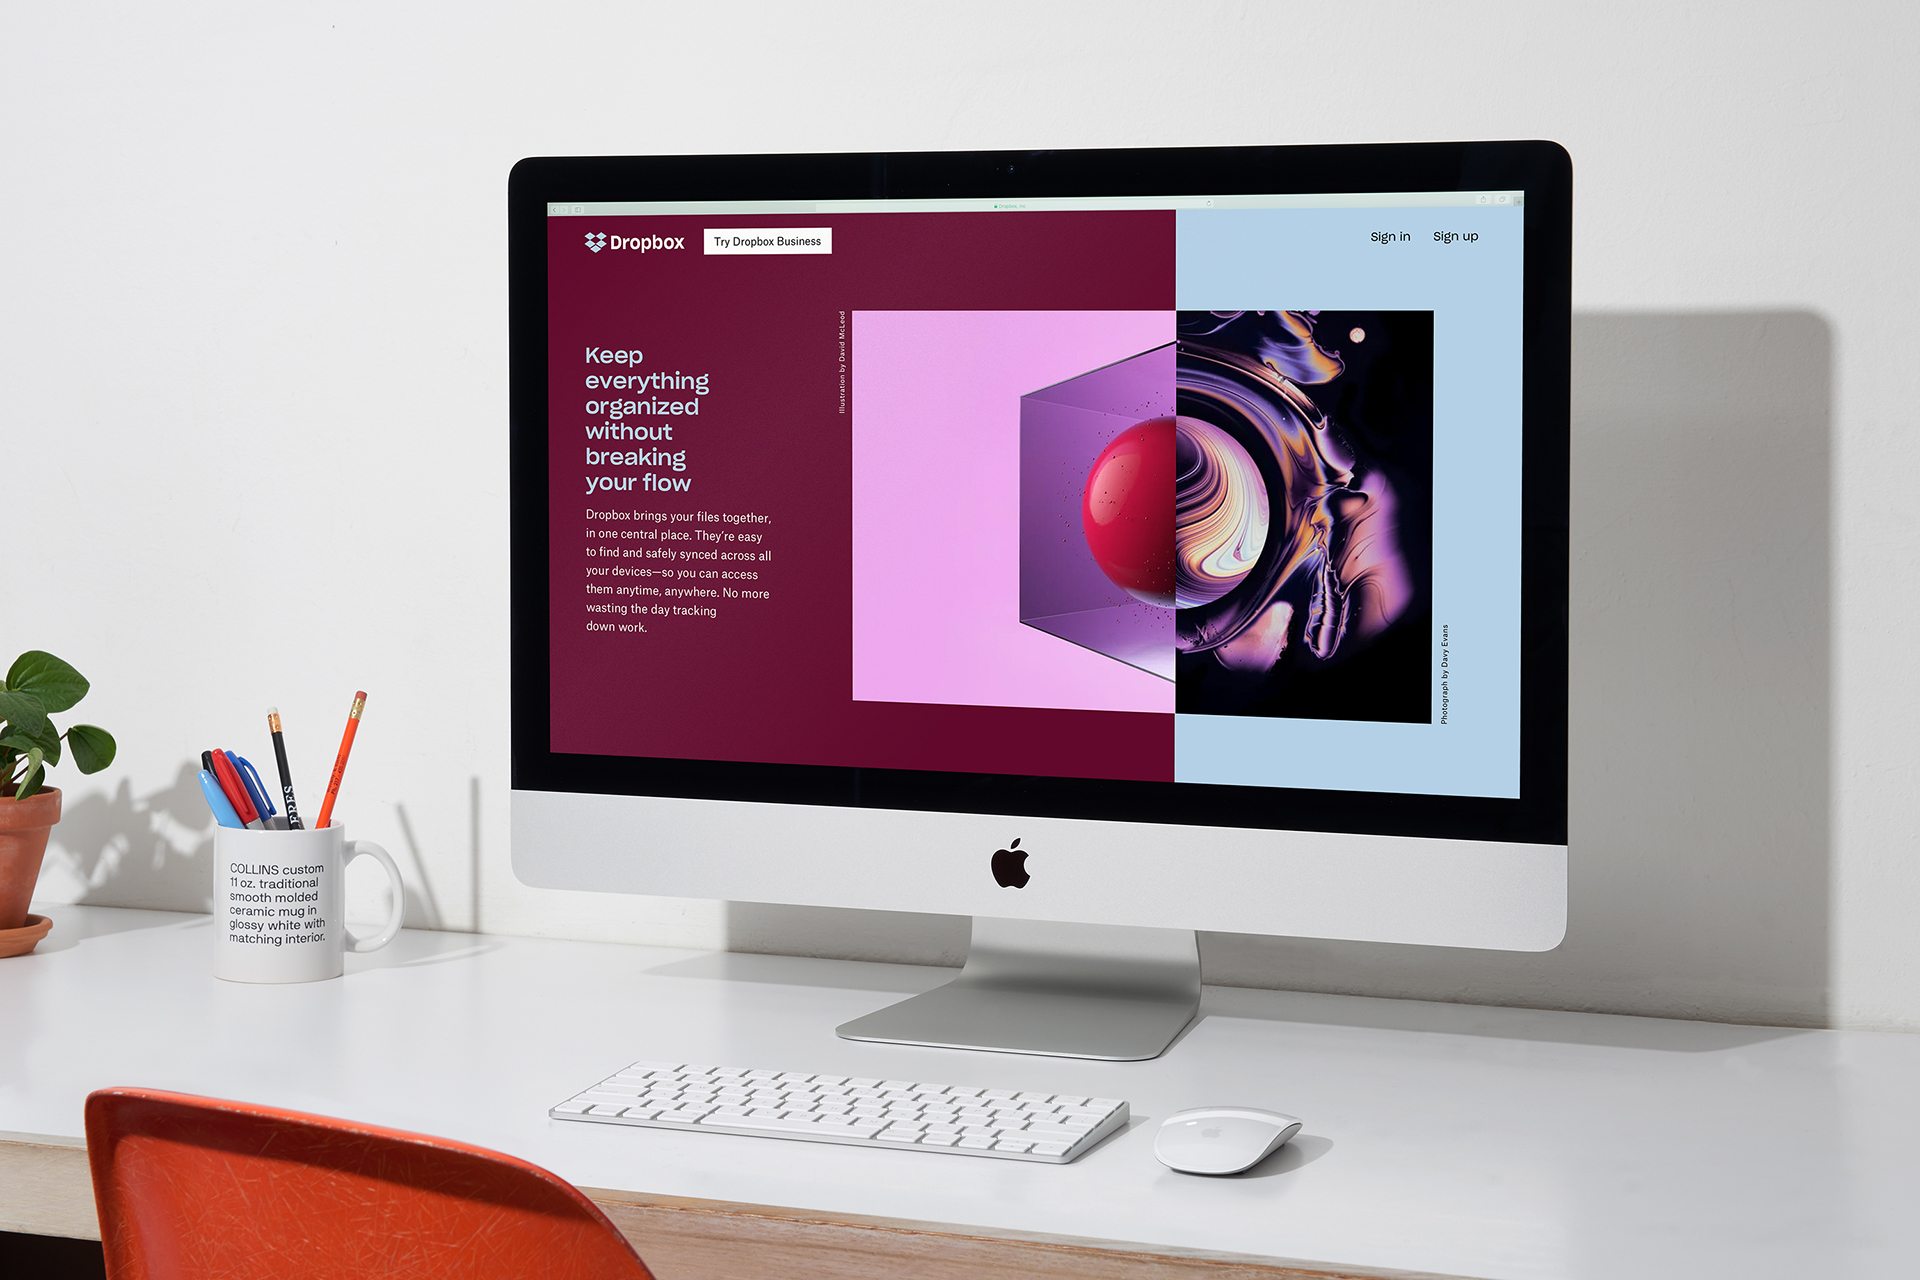 Dropbox, Inc.
Dropbox
Try Dropbox Business
Sign in
Sign up
Keep
everything
organized
without
breaking
your flow
Dropbox brings your files together,
in one central place. They're easy
to find and safely synced across all
your devices—so you can access
them anytime, anywhere. No more
wasting the day tracking
down work.
Illustration by David McLeod
Photograph by Davy Evans
COLLINS custom
11 oz. traditional
smooth molded
ceramic mug in
glossy white with
matching interior.